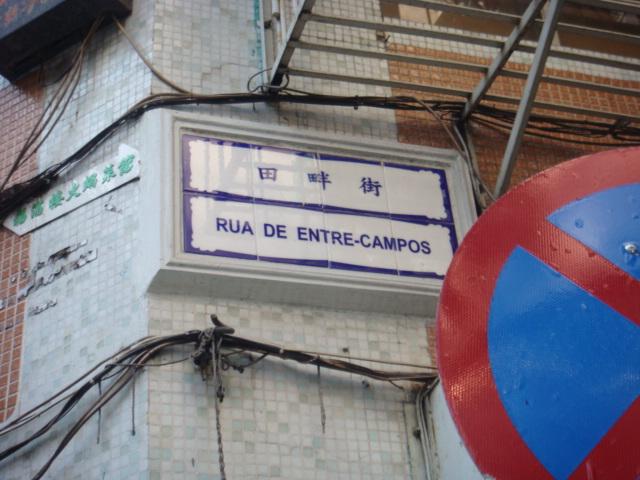 田畔街
RUA DE ENTRE-CAMPOS